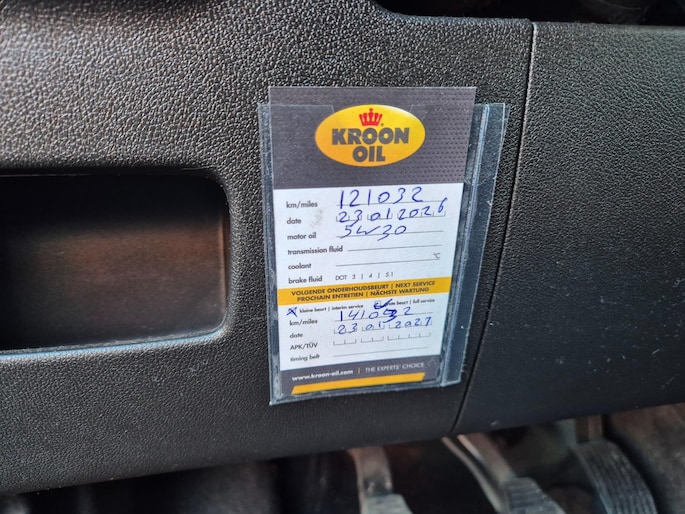 KROON
OIL
km/miles 121032
date 23 01 2026
motor oil 5W30
transmission fluid
coolant °C
brake fluid DOT 3 | 4 | 5.1
VOLGENDE ONDERHOUDSBEURT | NEXT SERVICE
PROCHAIN ENTRETIEN | NÄCHSTE WARTUNG
X kleine beurt | interim service beurt | full service
km/miles 141032
date 23 01 2027
APK/TÜV
timing belt
www.kroon-oil.com | THE EXPERTS' CHOICE